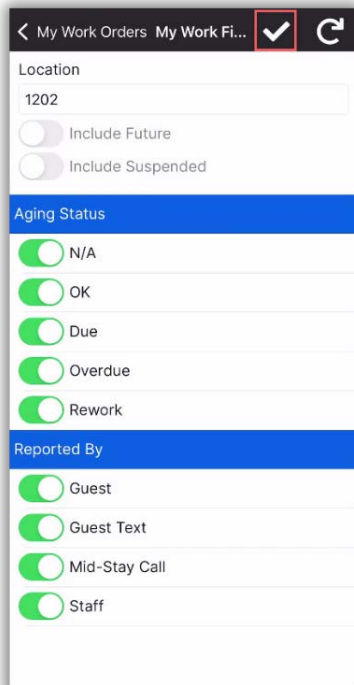 My Work Orders My Work Fi...
Location
1202
Include Future
Include Suspended
Aging Status
N/A
OK
Due
Overdue
Rework
Reported By
Guest
Guest Text
Mid-Stay Call
Staff